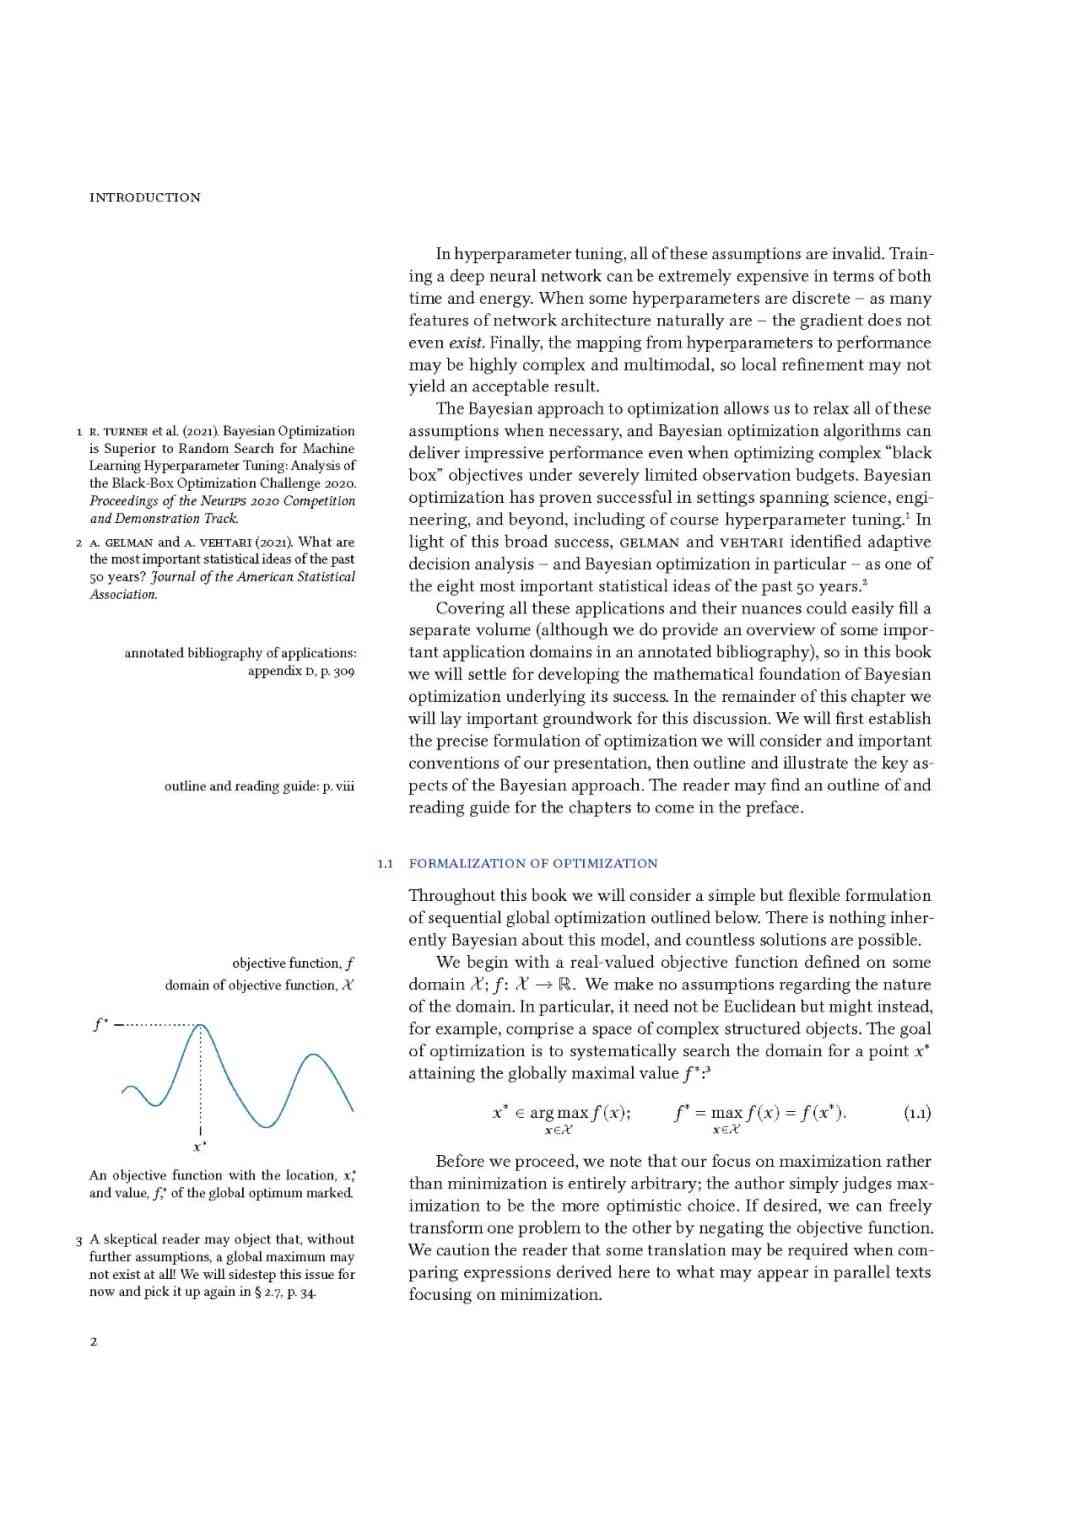 INTRODUCTION
In hyperparameter tuning, all of these assumptions are invalid. Train-
ing a deep neural network can be extremely expensive in terms of both
time and energy. When some hyperparameters are discrete – as many
features of network architecture naturally are – the gradient does not
even exist. Finally, the mapping from hyperparameters to performance
may be highly complex and multimodal, so local refinement may not
yield an acceptable result.
The Bayesian approach to optimization allows us to relax all of these
assumptions when necessary, and Bayesian optimization algorithms can
deliver impressive performance even when optimizing complex “black
box” objectives under severely limited observation budgets. Bayesian
optimization has proven successful in settings spanning science, engi-
neering, and beyond, including of course hyperparameter tuning.¹ In
light of this broad success, GELMAN and VEHTARI identified adaptive
decision analysis – and Bayesian optimization in particular – as one of
the eight most important statistical ideas of the past 50 years.²
Covering all these applications and their nuances could easily fill a
separate volume (although we do provide an overview of some impor-
tant application domains in an annotated bibliography), so in this book
we will settle for developing the mathematical foundation of Bayesian
optimization underlying its success. In the remainder of this chapter we
will lay important groundwork for this discussion. We will first establish
the precise formulation of optimization we will consider and important
conventions of our presentation, then outline and illustrate the key as-
pects of the Bayesian approach. The reader may find an outline of and
reading guide for the chapters to come in the preface.
1 R. TURNER et al. (2021). Bayesian Optimization
is Superior to Random Search for Machine
Learning Hyperparameter Tuning: Analysis of
the Black-Box Optimization Challenge 2020.
Proceedings of the NeurIPS 2020 Competition
and Demonstration Track.
2 A. GELMAN and A. VEHTARI (2021). What are
the most important statistical ideas of the past
50 years? Journal of the American Statistical
Association.
annotated bibliography of applications:
appendix D, p. 309
outline and reading guide: p. viii
1.1 FORMALIZATION OF OPTIMIZATION
Throughout this book we will consider a simple but flexible formulation
of sequential global optimization outlined below. There is nothing inher-
ently Bayesian about this model, and countless solutions are possible.
We begin with a real-valued objective function defined on some
domain 𝒳; f: 𝒳 → ℝ. We make no assumptions regarding the nature
of the domain. In particular, it need not be Euclidean but might instead,
for example, comprise a space of complex structured objects. The goal
of optimization is to systematically search the domain for a point x*
attaining the globally maximal value f*:³
x* ∈ arg max f(x); f* = max f(x) = f(x*). (1.1)
x∈𝒳 x∈𝒳
Before we proceed, we note that our focus on maximization rather
than minimization is entirely arbitrary; the author simply judges max-
imization to be the more optimistic choice. If desired, we can freely
transform one problem to the other by negating the objective function.
We caution the reader that some translation may be required when com-
paring expressions derived here to what may appear in parallel texts
focusing on minimization.
objective function, f
domain of objective function, 𝒳
f*
x*
An objective function with the location, x*,
and value, f*, of the global optimum marked.
3 A skeptical reader may object that, without
further assumptions, a global maximum may
not exist at all! We will sidestep this issue for
now and pick it up again in § 2.7, p. 34.
2